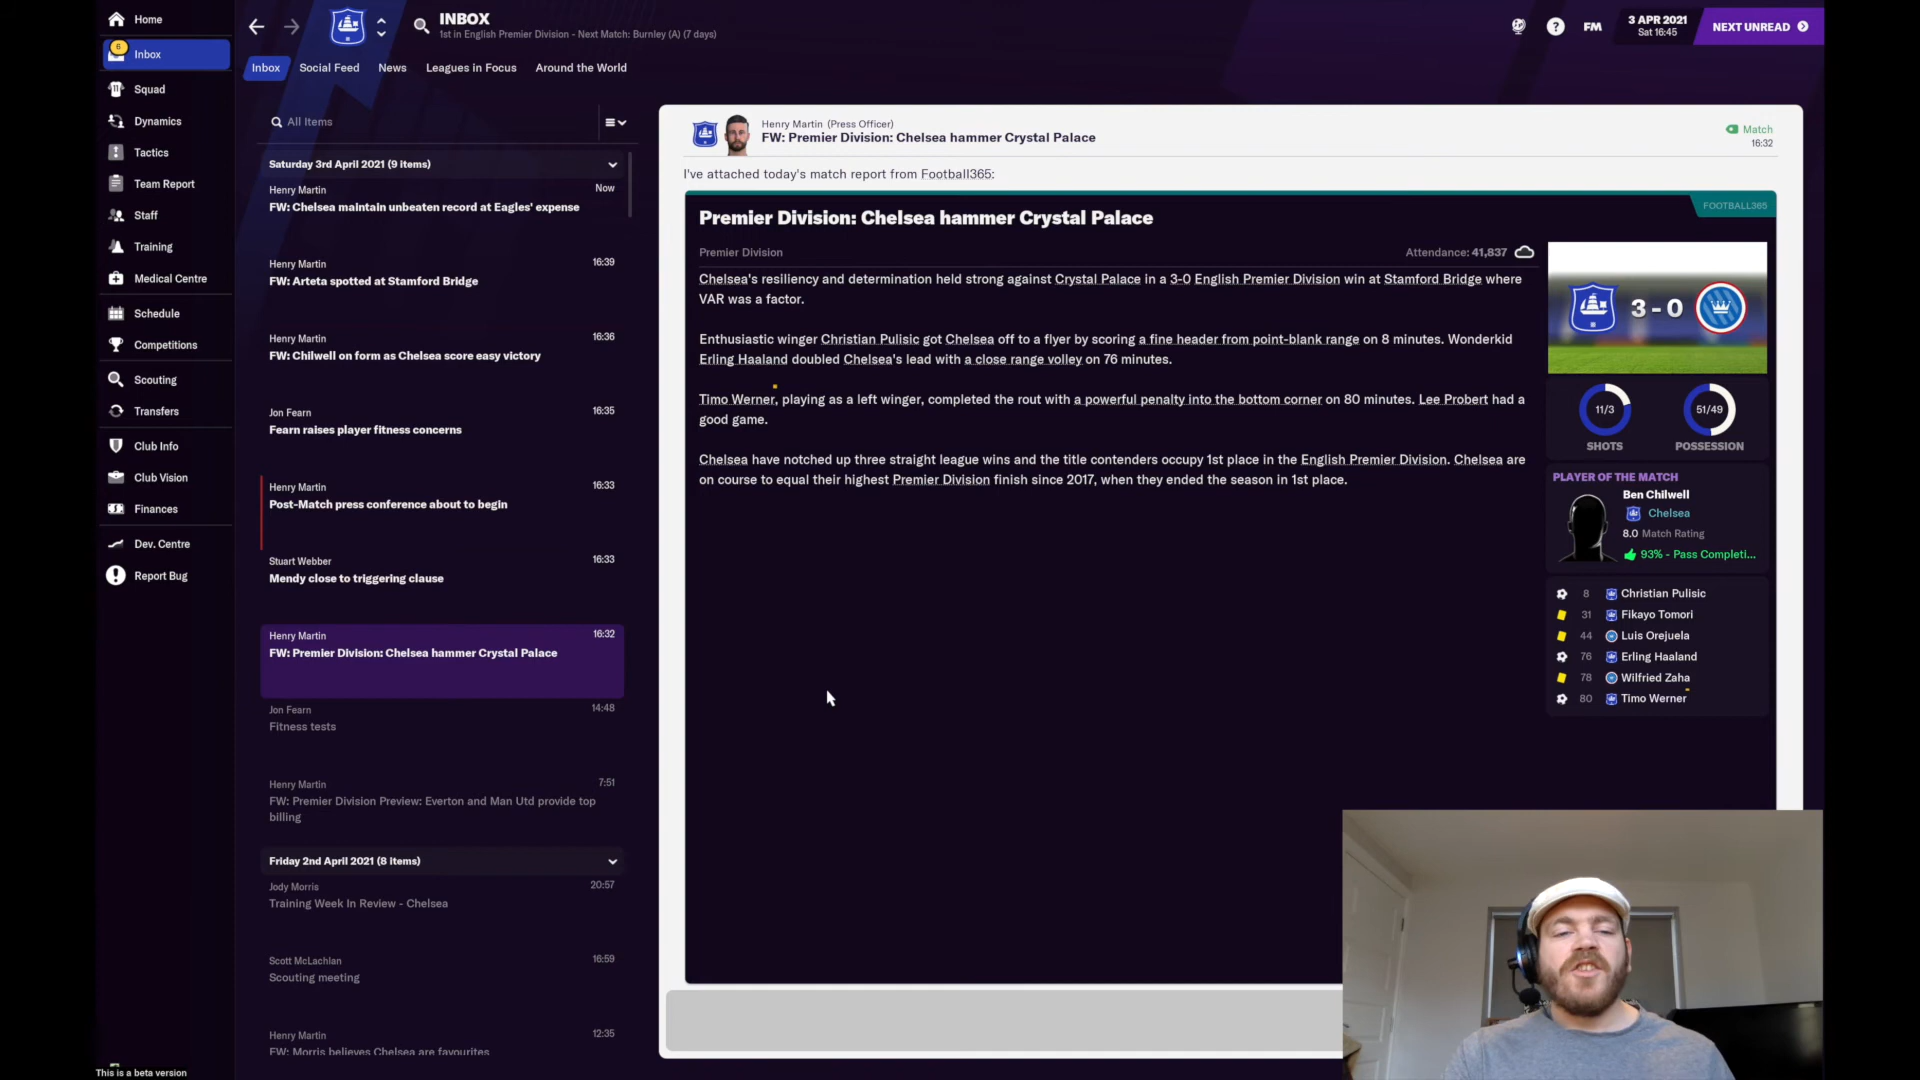 Home
6
Inbox
Squad
Dynamics
Tactics
Team Report
Staff
Training
Medical Centre
Schedule
Competitions
Scouting
Transfers
Club Info
Club Vision
Finances
Dev. Centre
Report Bug
This is a beta version
INBOX
1st in English Premier Division - Next Match: Burnley (A) (7 days)
FM
3 APR 2021
Sat 16:45
NEXT UNREAD
Inbox
Social Feed
News
Leagues in Focus
Around the World
All Items
Saturday 3rd April 2021 (9 items)
Henry Martin Now
FW: Chelsea maintain unbeaten record at Eagles' expense
Henry Martin 16:39
FW: Arteta spotted at Stamford Bridge
Henry Martin 16:36
FW: Chilwell on form as Chelsea score easy victory
Jon Fearn 16:35
Fearn raises player fitness concerns
Henry Martin 16:33
Post-Match press conference about to begin
Stuart Webber 16:33
Mendy close to triggering clause
Henry Martin 16:32
FW: Premier Division: Chelsea hammer Crystal Palace
Jon Fearn 14:48
Fitness tests
Henry Martin 7:51
FW: Premier Division Preview: Everton and Man Utd provide top
billing
Friday 2nd April 2021 (8 items)
Jody Morris 20:57
Training Week In Review - Chelsea
Scott McLachlan 16:59
Scouting meeting
Henry Martin 12:35
FW: Morris believes Chelsea are favourites
Henry Martin (Press Officer)
FW: Premier Division: Chelsea hammer Crystal Palace
Match
16:32
I've attached today's match report from Football365:
Premier Division: Chelsea hammer Crystal Palace
FOOTBALL365
Premier Division
Attendance: 41,837
Chelsea's resiliency and determination held strong against Crystal Palace in a 3-0 English Premier Division win at Stamford Bridge where
VAR was a factor.
Enthusiastic winger Christian Pulisic got Chelsea off to a flyer by scoring a fine header from point-blank range on 8 minutes. Wonderkid
Erling Haaland doubled Chelsea's lead with a close range volley on 76 minutes.
Timo Werner, playing as a left winger, completed the rout with a powerful penalty into the bottom corner on 80 minutes. Lee Probert had a
good game.
Chelsea have notched up three straight league wins and the title contenders occupy 1st place in the English Premier Division. Chelsea are
on course to equal their highest Premier Division finish since 2017, when they ended the season in 1st place.
3 - 0
11/3
SHOTS
51/49
POSSESSION
PLAYER OF THE MATCH
Ben Chilwell
Chelsea
8.0 Match Rating
93% - Pass Completi...
8 Christian Pulisic
31 Fikayo Tomori
44 Luis Orejuela
76 Erling Haaland
78 Wilfried Zaha
80 Timo Werner